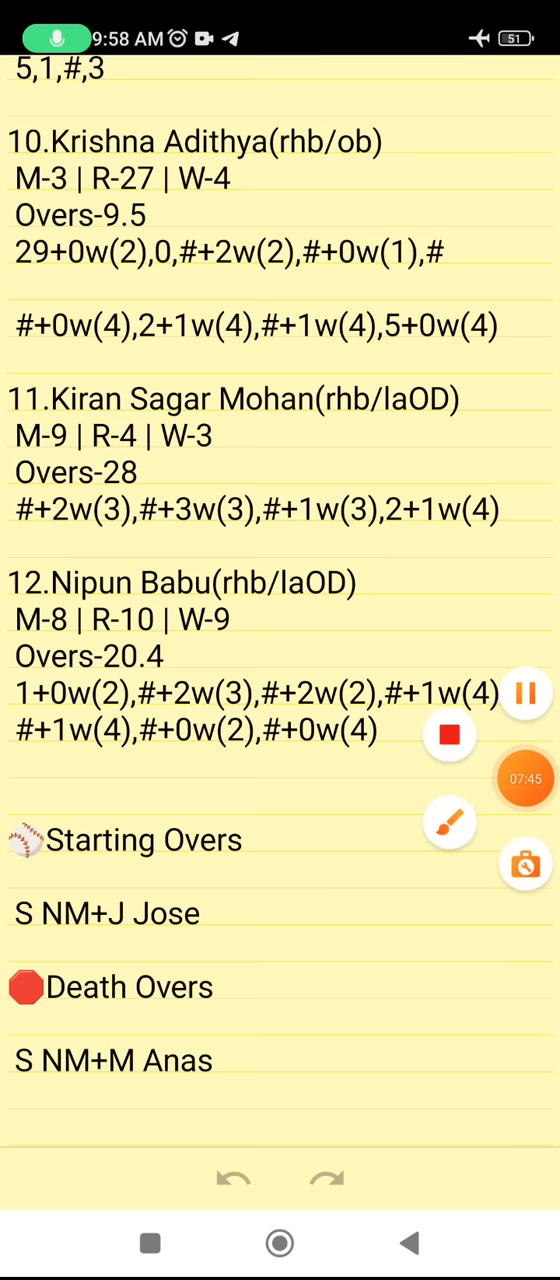 9:58 AM
51
5,1,#,3
10.Krishna Adithya(rhb/ob)
M-3 | R-27 | W-4
Overs-9.5
29+0w(2),0,#+2w(2),#+0w(1),#
#+0w(4),2+1w(4),#+1w(4),5+0w(4)
11.Kiran Sagar Mohan(rhb/laOD)
M-9 | R-4 | W-3
Overs-28
#+2w(3),#+3w(3),#+1w(3),2+1w(4)
12.Nipun Babu(rhb/laOD)
M-8 | R-10 | W-9
Overs-20.4
1+0w(2),#+2w(3),#+2w(2),#+1w(4)
#+1w(4),#+0w(2),#+0w(4)
07:45
⚾Starting Overs
S NM+J Jose
🛑Death Overs
S NM+M Anas